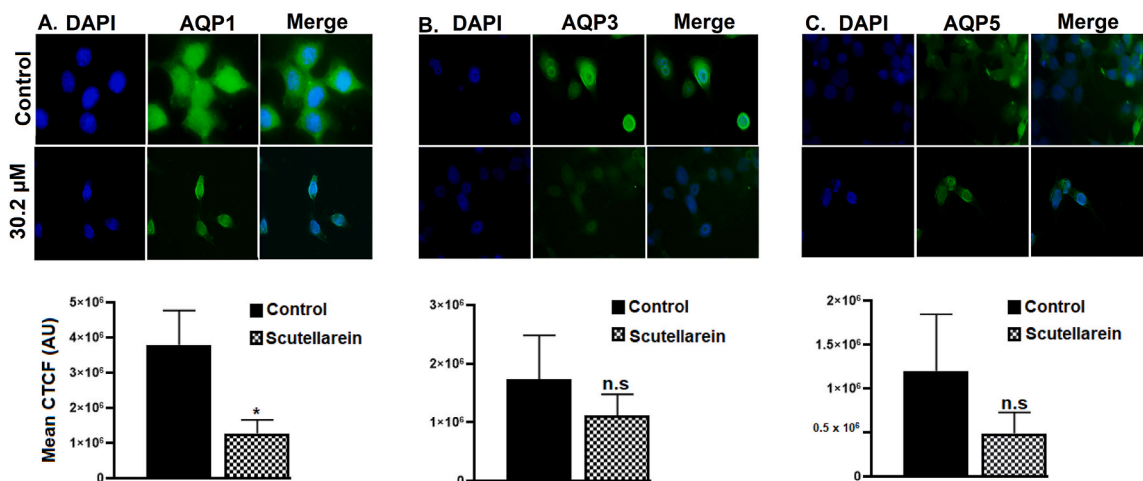 A. DAPI AQP1 Merge
B. DAPI AQP3 Merge
C. DAPI AQP5 Merge
Control
30.2 µM
Mean CTCF (AU)
5×10⁶
4×10⁶
3×10⁶
2×10⁶
1×10⁶
0
*
Control
Scutellarein
3×10⁶
2×10⁶
1×10⁶
0
n.s
Control
Scutellarein
2×10⁶
1.5×10⁶
1×10⁶
0.5 × 10⁶
0
n.s
Control
Scutellarein